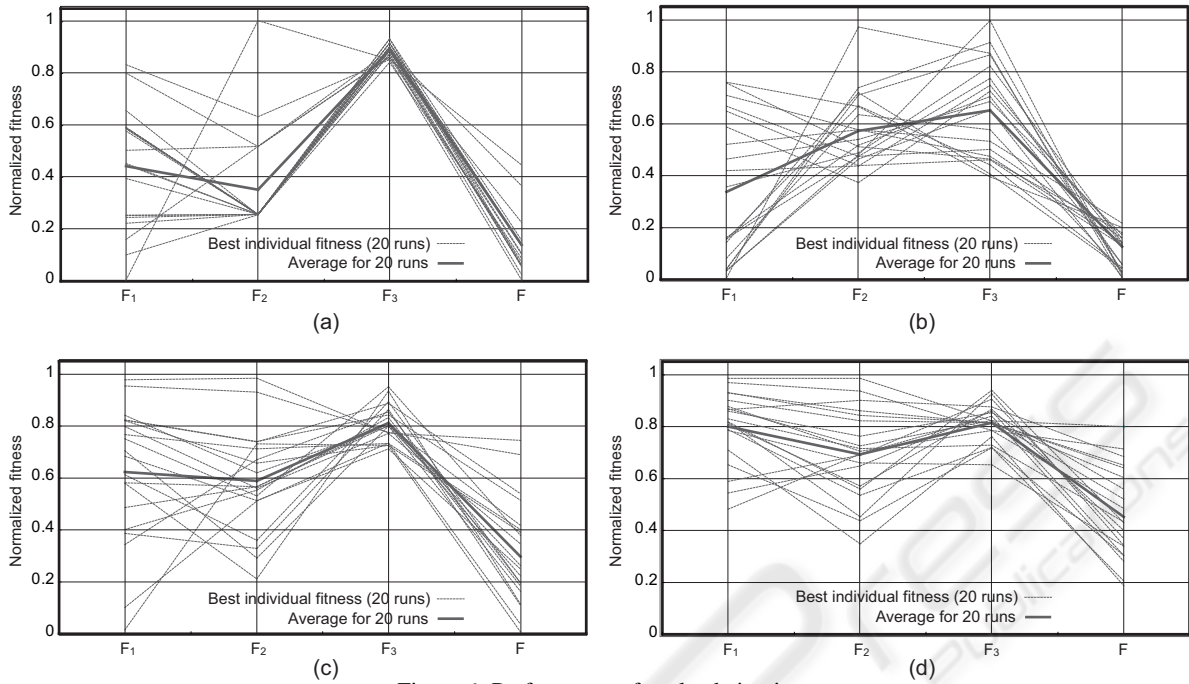 1
0.8
0.6
0.4
0.2
0
Normalized fitness
Best individual fitness (20 runs)
Average for 20 runs
F1
F2
F3
F
(a)
1
0.8
0.6
0.4
0.2
0
Normalized fitness
Best individual fitness (20 runs)
Average for 20 runs
F1
F2
F3
F
(b)
1
0.8
0.6
0.4
0.2
0
Normalized fitness
Best individual fitness (20 runs)
Average for 20 runs
F1
F2
F3
F
(c)
1
0.8
0.6
0.4
0.2
0
Normalized fitness
Best individual fitness (20 runs)
Average for 20 runs
F1
F2
F3
F
(d)